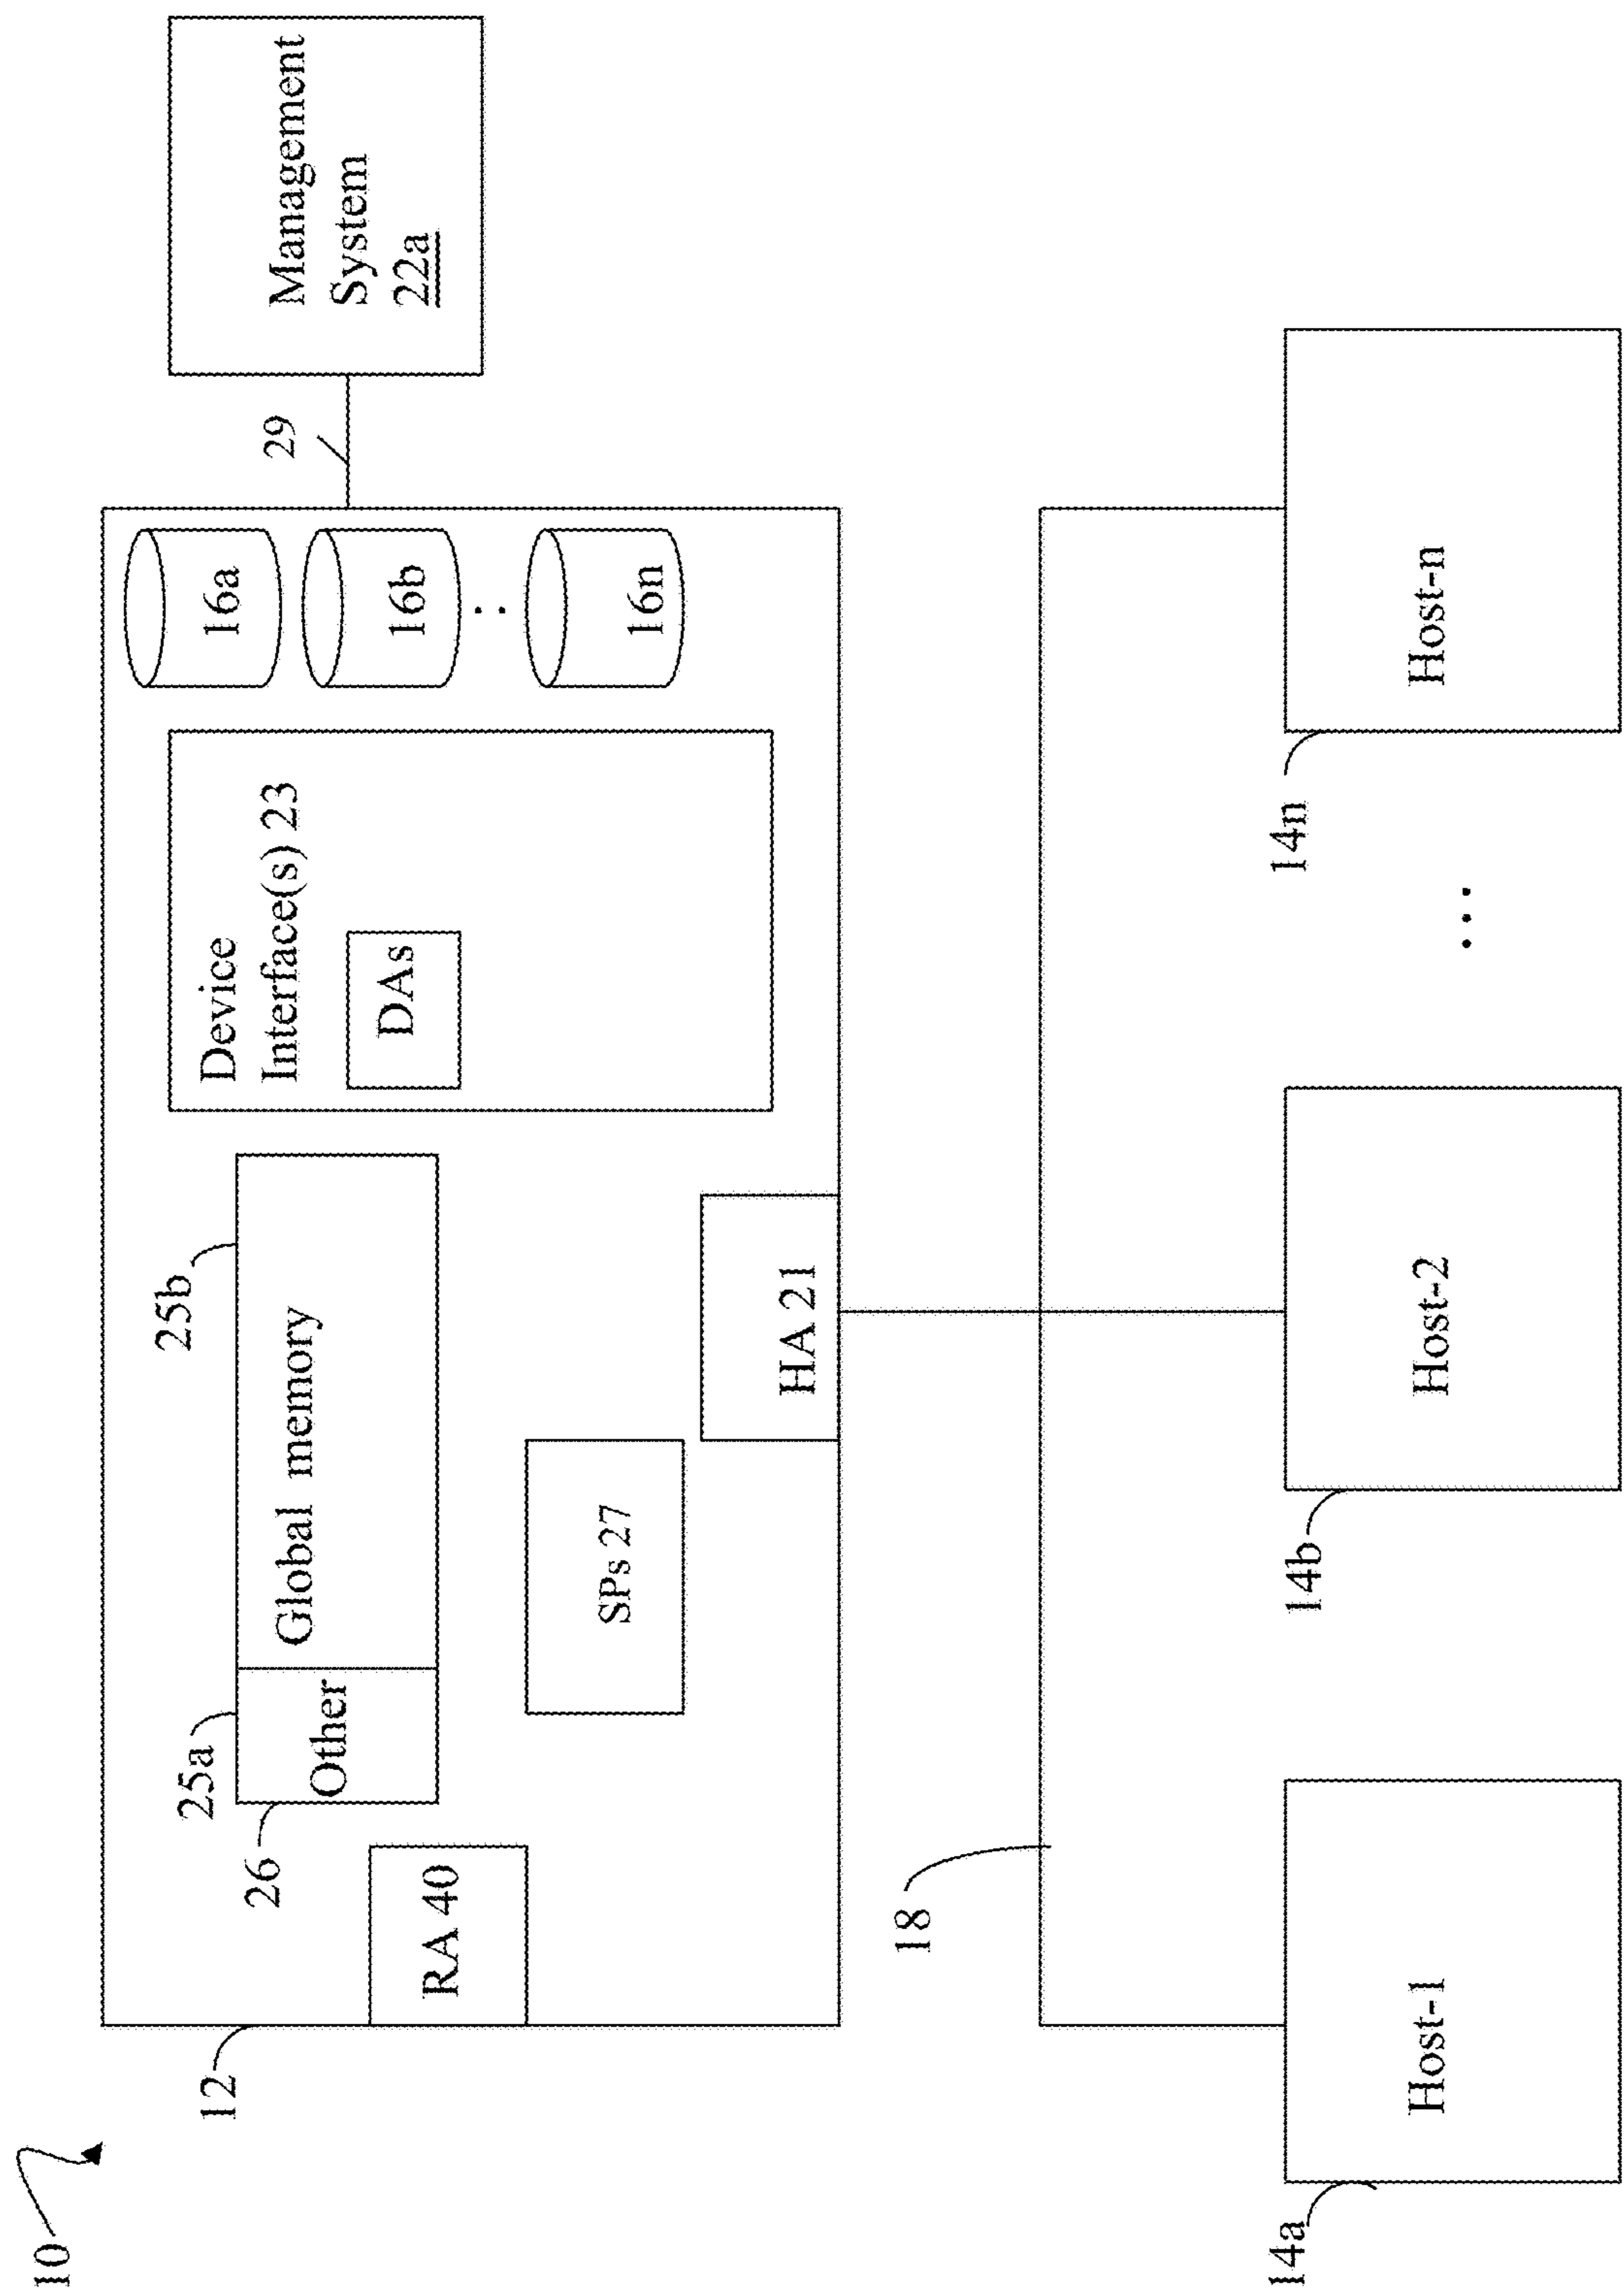 10
12
RA 40
26
25a
Other
25b
Global memory
SPs 27
HA 21
Device
Interface(s) 23
DAs
16a
16b
:
16n
29
Management
System
22a
18
14a
Host-1
14b
Host-2
...
14n
Host-n